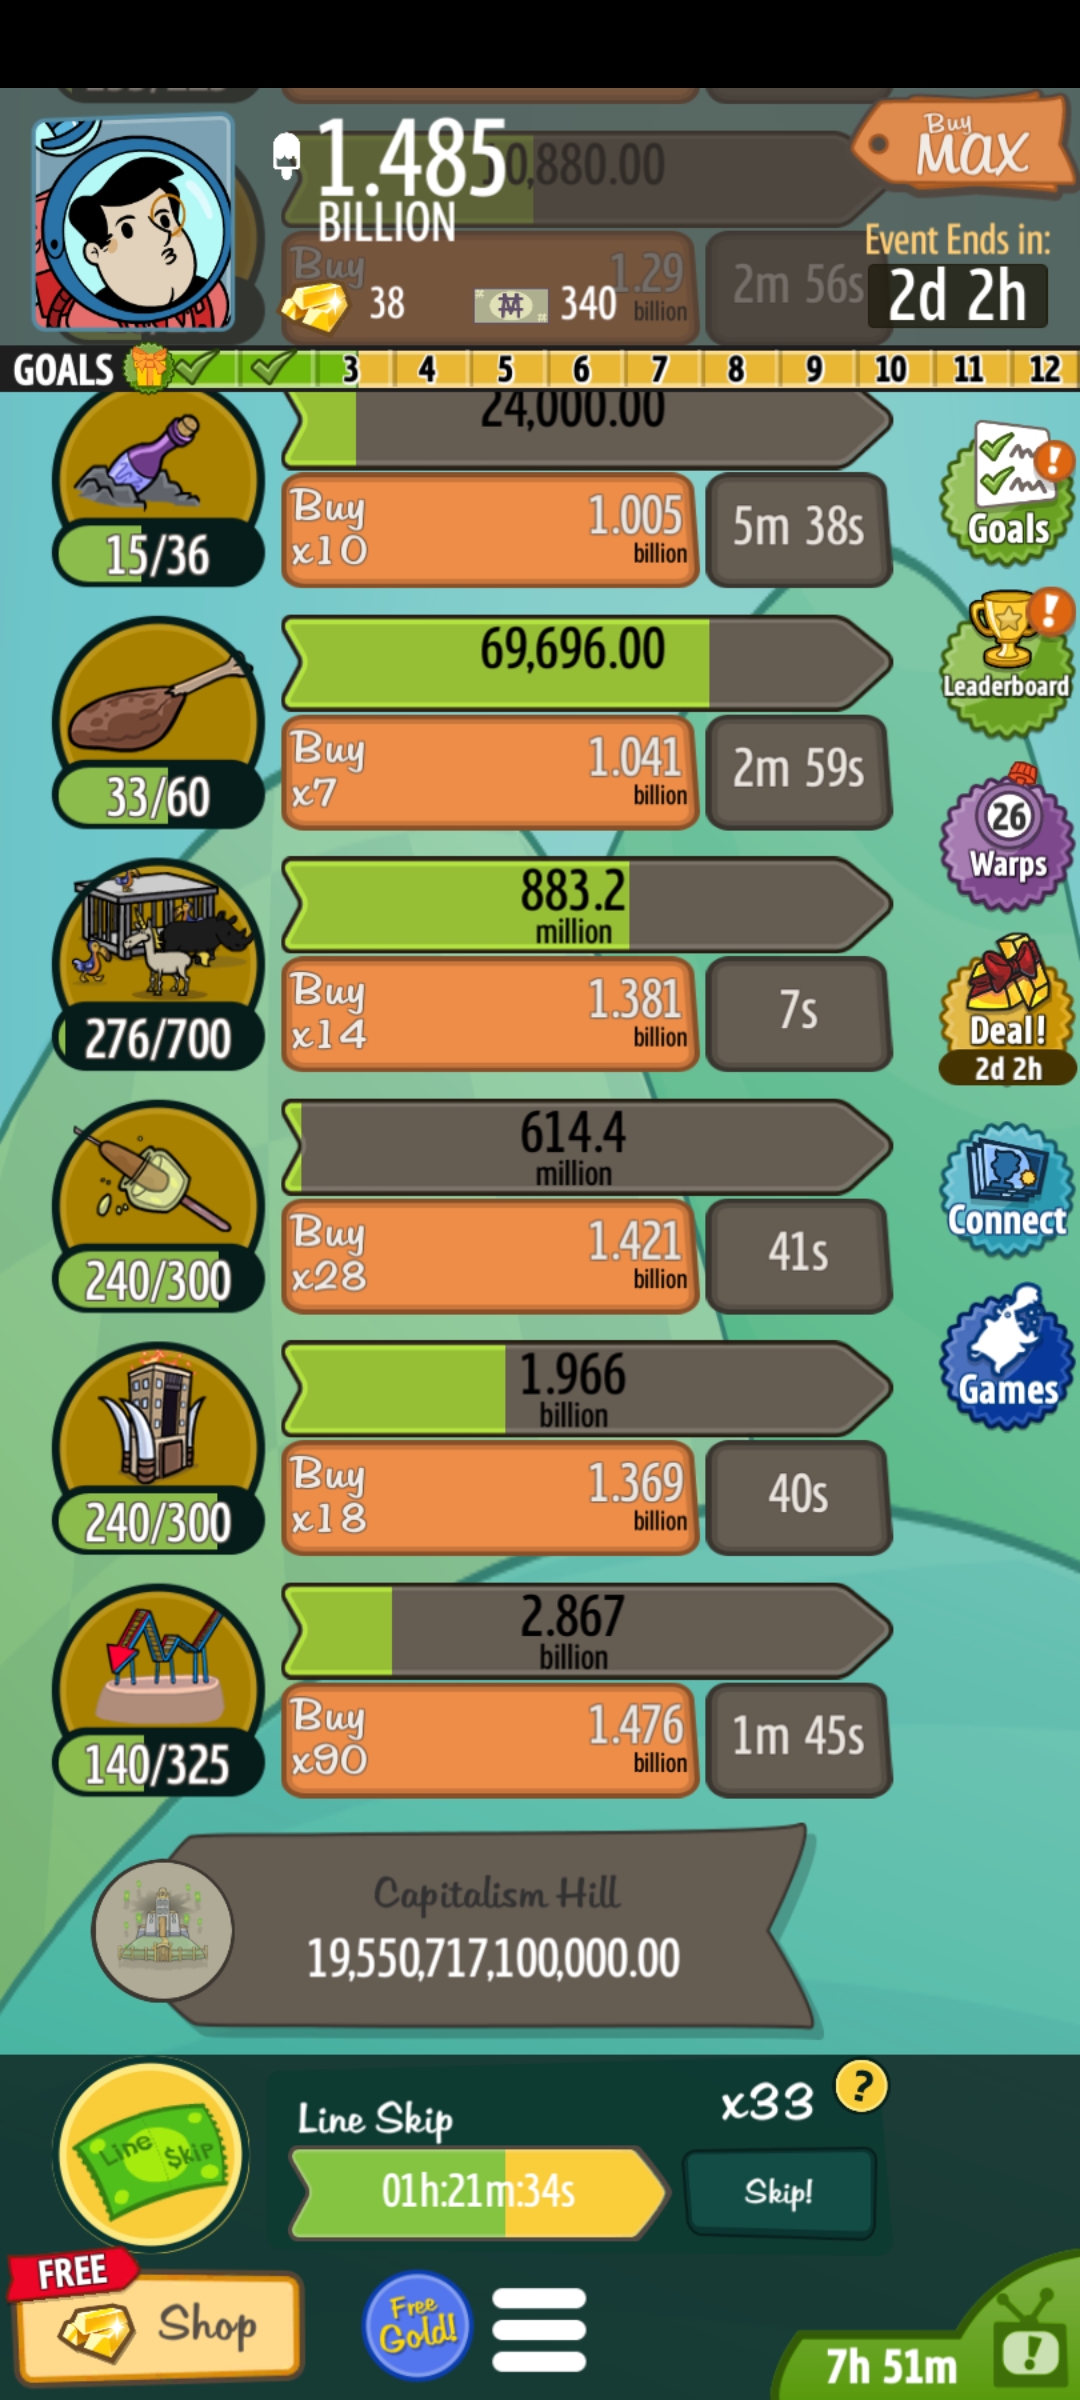 1.485
BILLION
0,880.00
Buy
MAX
Event Ends in:
2d 2h
Buy
1.29
billion
2m 56s
38
340
GOALS 3 4 5 6 7 8 9 10 11 12
24,000.00
15/36
Buy
x10
1.005
billion
5m 38s
Goals
69,696.00
33/60
Buy
x7
1.041
billion
2m 59s
Leaderboard
883.2
million
26
Warps
276/700
Buy
x14
1.381
billion
7s
Deal!
2d 2h
614.4
million
240/300
Buy
x28
1.421
billion
41s
Connect
1.966
billion
240/300
Buy
x18
1.369
billion
40s
Games
2.867
billion
140/325
Buy
x90
1.476
billion
1m 45s
Capitalism Hill
19,550,717,100,000.00
Line $kip
Line Skip
x33
?
01h:21m:34s
Skip!
FREE
Shop
Free
Gold!
7h 51m